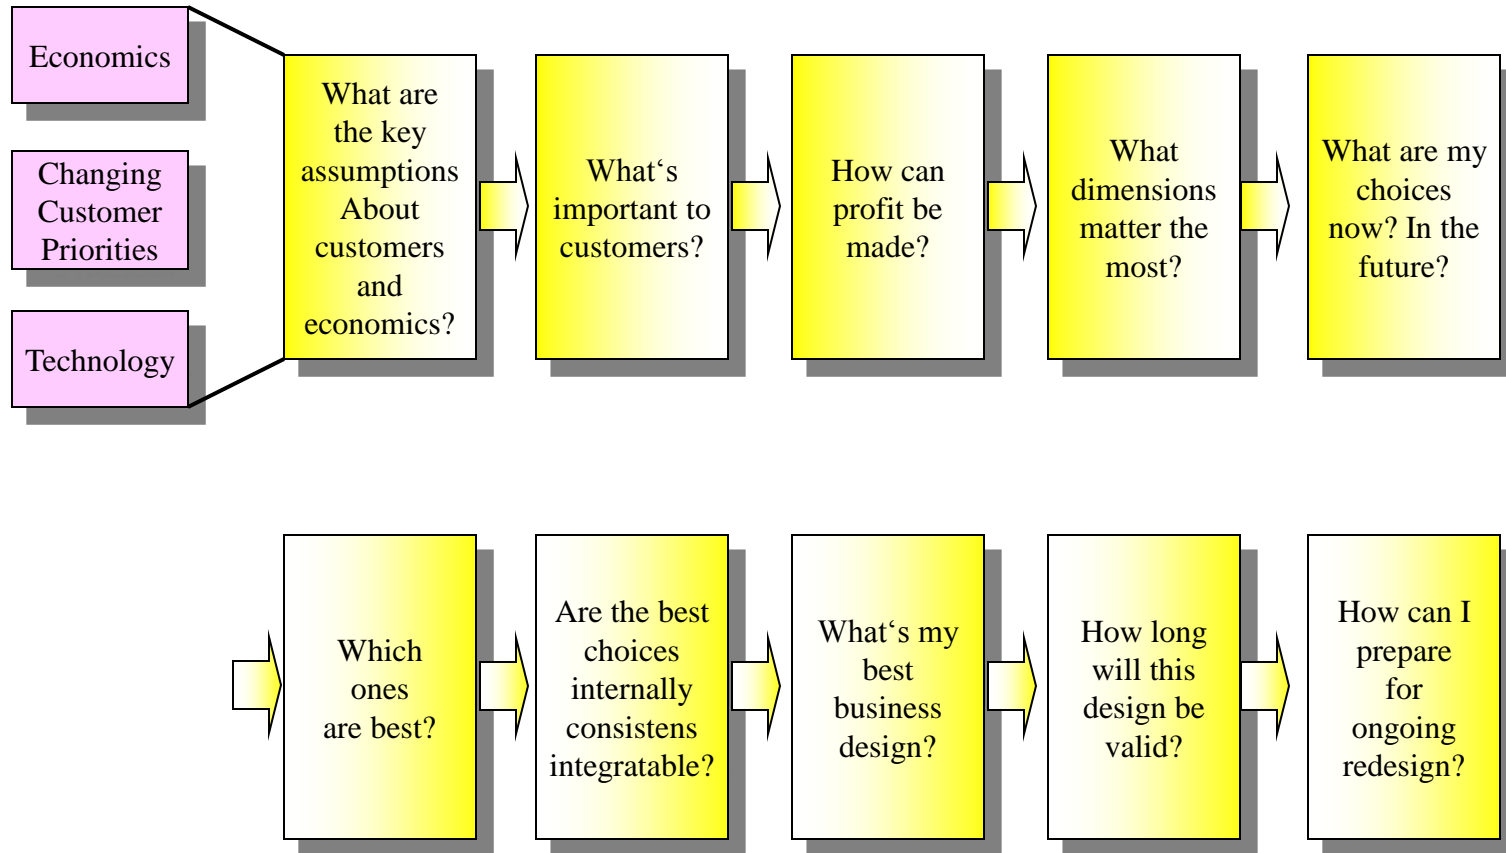 Economics
Changing
Customer
Priorities
Technology
What are
the key
assumptions
About
customers
and
economics?
What‘s
important to
customers?
How can
profit be
made?
What
dimensions
matter the
most?
What are my
choices
now? In the
future?
Which
ones
are best?
Are the best
choices
internally
consistens
integratable?
What‘s my
best
business
design?
How long
will this
design be
valid?
How can I
prepare
for
ongoing
redesign?